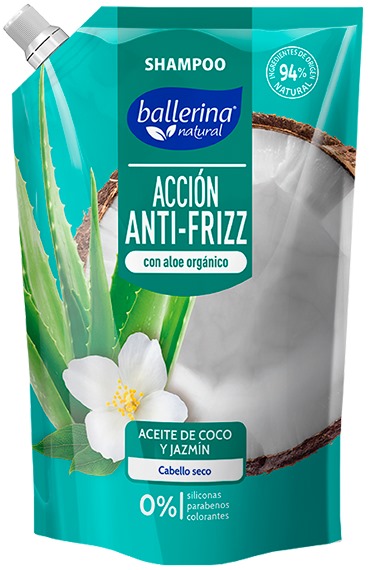 SHAMPOO
INGREDIENTES DE ORIGEN
94%
NATURAL
ballerina®
natural
ACCIÓN
ANTI-FRIZZ
con aloe orgánico
ACEITE DE COCO
Y JAZMÍN
Cabello seco
0% siliconas
parabenos
colorantes